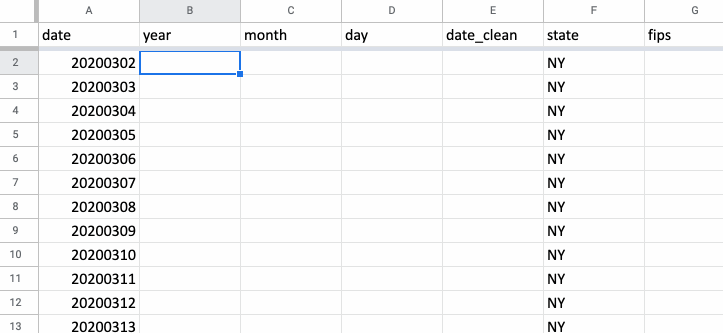 A B C D E F G
1 date year month day date_clean state fips
2 20200302 NY
3 20200303 NY
4 20200304 NY
5 20200305 NY
6 20200306 NY
7 20200307 NY
8 20200308 NY
9 20200309 NY
10 20200310 NY
11 20200311 NY
12 20200312 NY
13 20200313 NY